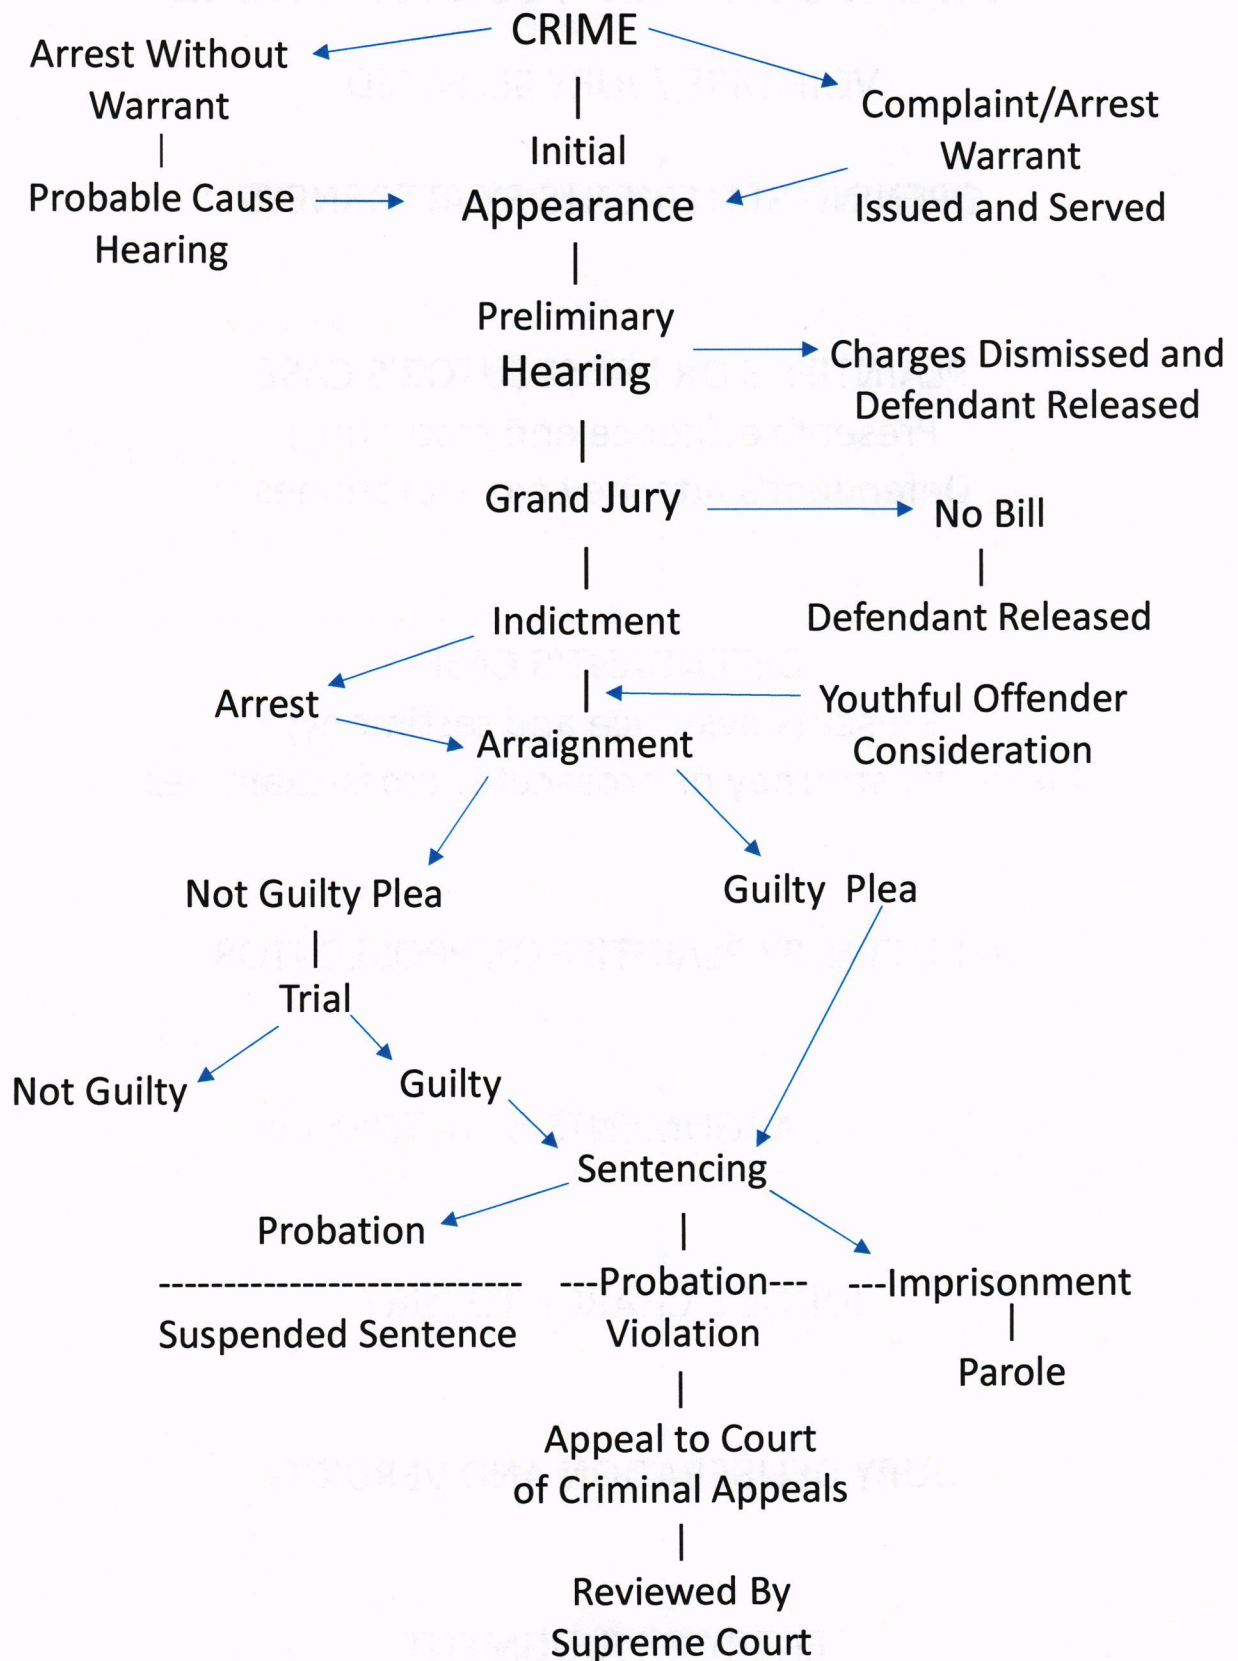 CRIME
Arrest Without
Warrant
Complaint/Arrest
Warrant
Issued and Served
Initial
Appearance
Probable Cause
Hearing
Preliminary
Hearing
Charges Dismissed and
Defendant Released
Grand Jury
No Bill
Defendant Released
Indictment
Arrest
Youthful Offender
Consideration
Arraignment
Not Guilty Plea
Guilty Plea
Trial
Not Guilty
Guilty
Sentencing
Probation
---------------------------- ---Probation--- ---Imprisonment
Suspended Sentence
Violation
Parole
Appeal to Court
of Criminal Appeals
Reviewed By
Supreme Court